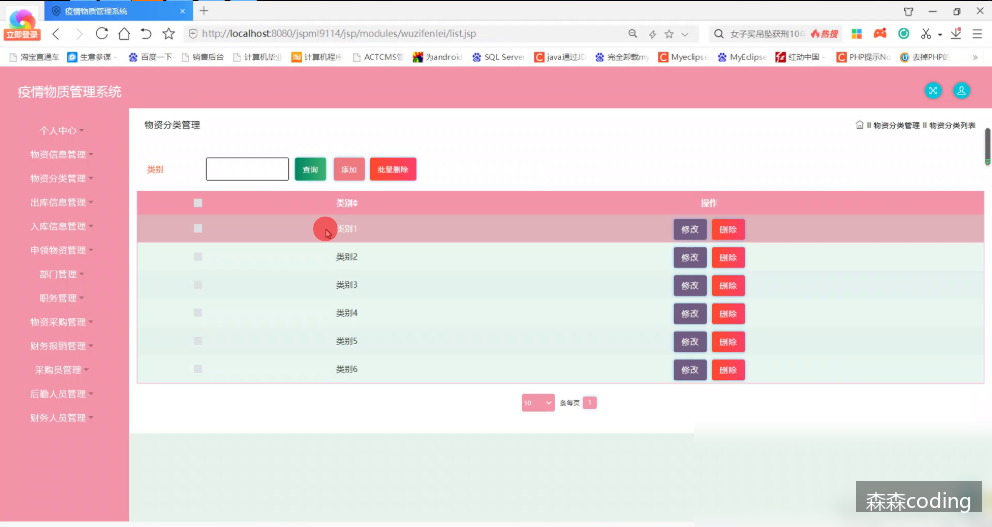 疫情物质管理系统
立即登录
http://localhost:8080/jspml9114/jsp/modules/wuzifenlei/list.jsp
女子买吊坠获刑10年
热搜
淘宝直通车 生意参谋 百度一下 销售后台 计算机毕业 计算机程序 ACTCMS官 为android SQL Server java通过JD 完全卸载my Myeclipse MyEclipse 红动中国 PHP提示No 去掉PHP的 »
疫情物质管理系统
个人中心
物资信息管理
物资分类管理
出库信息管理
入库信息管理
申领物资管理
部门管理
职务管理
物资采购管理
财务报销管理
采购员管理
后勤人员管理
财务人员管理
物资分类管理
物资分类管理 物资分类列表
类别 查询 添加 批量删除
类别 操作
类别1 修改 删除
类别2 修改 删除
类别3 修改 删除
类别4 修改 删除
类别5 修改 删除
类别6 修改 删除
10 条每页 1
森森coding